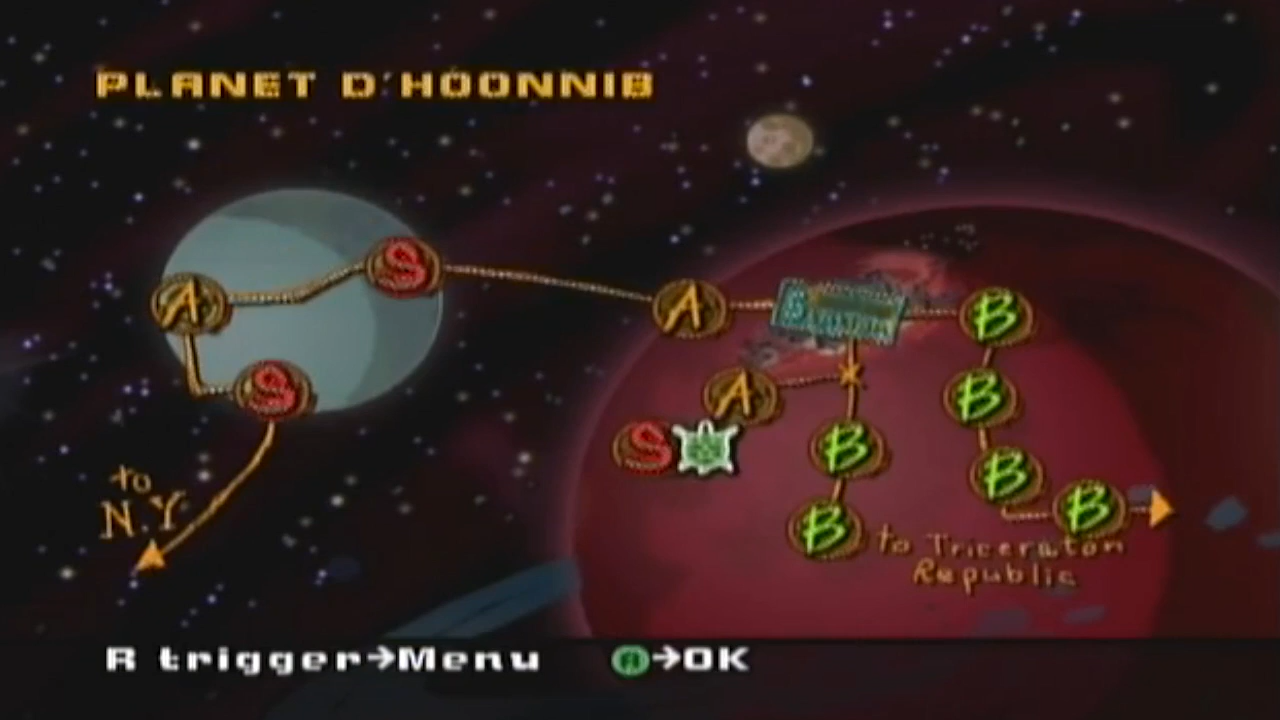 PLANET D'HOONNIB
S
A
A
B
A
B
S
B
S
B
to
N.Y
B
B
to Triceraton
Republic
R trigger→Menu A→OK